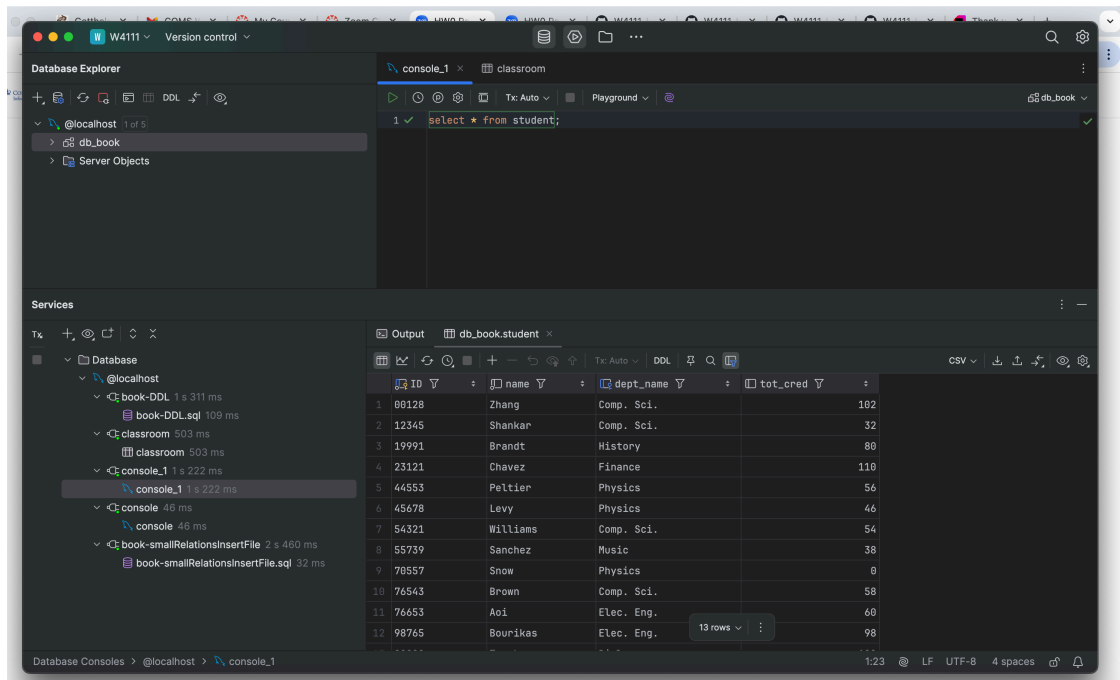 W W4111 Version control
Database Explorer
console_1
classroom
DDL
Tx: Auto
Playground
db_book
@localhost 1 of 5
db_book
Server Objects
1 select * from student;
Services
Tx
Output
db_book.student
Database
@localhost
book-DDL 1 s 311 ms
book-DDL.sql 109 ms
classroom 503 ms
classroom 503 ms
console_1 1 s 222 ms
console_1 1 s 222 ms
console 46 ms
console 46 ms
book-smallRelationsInsertFile 2 s 460 ms
book-smallRelationsInsertFile.sql 32 ms
Tx: Auto DDL CSV
ID name dept_name tot_cred
1 00128 Zhang Comp. Sci. 102
2 12345 Shankar Comp. Sci. 32
3 19991 Brandt History 80
4 23121 Chavez Finance 110
5 44553 Peltier Physics 56
6 45678 Levy Physics 46
7 54321 Williams Comp. Sci. 54
8 55739 Sanchez Music 38
9 70557 Snow Physics 0
10 76543 Brown Comp. Sci. 58
11 76653 Aoi Elec. Eng. 60
12 98765 Bourikas Elec. Eng. 98
13 rows
Database Consoles > @localhost > console_1
1:23 LF UTF-8 4 spaces